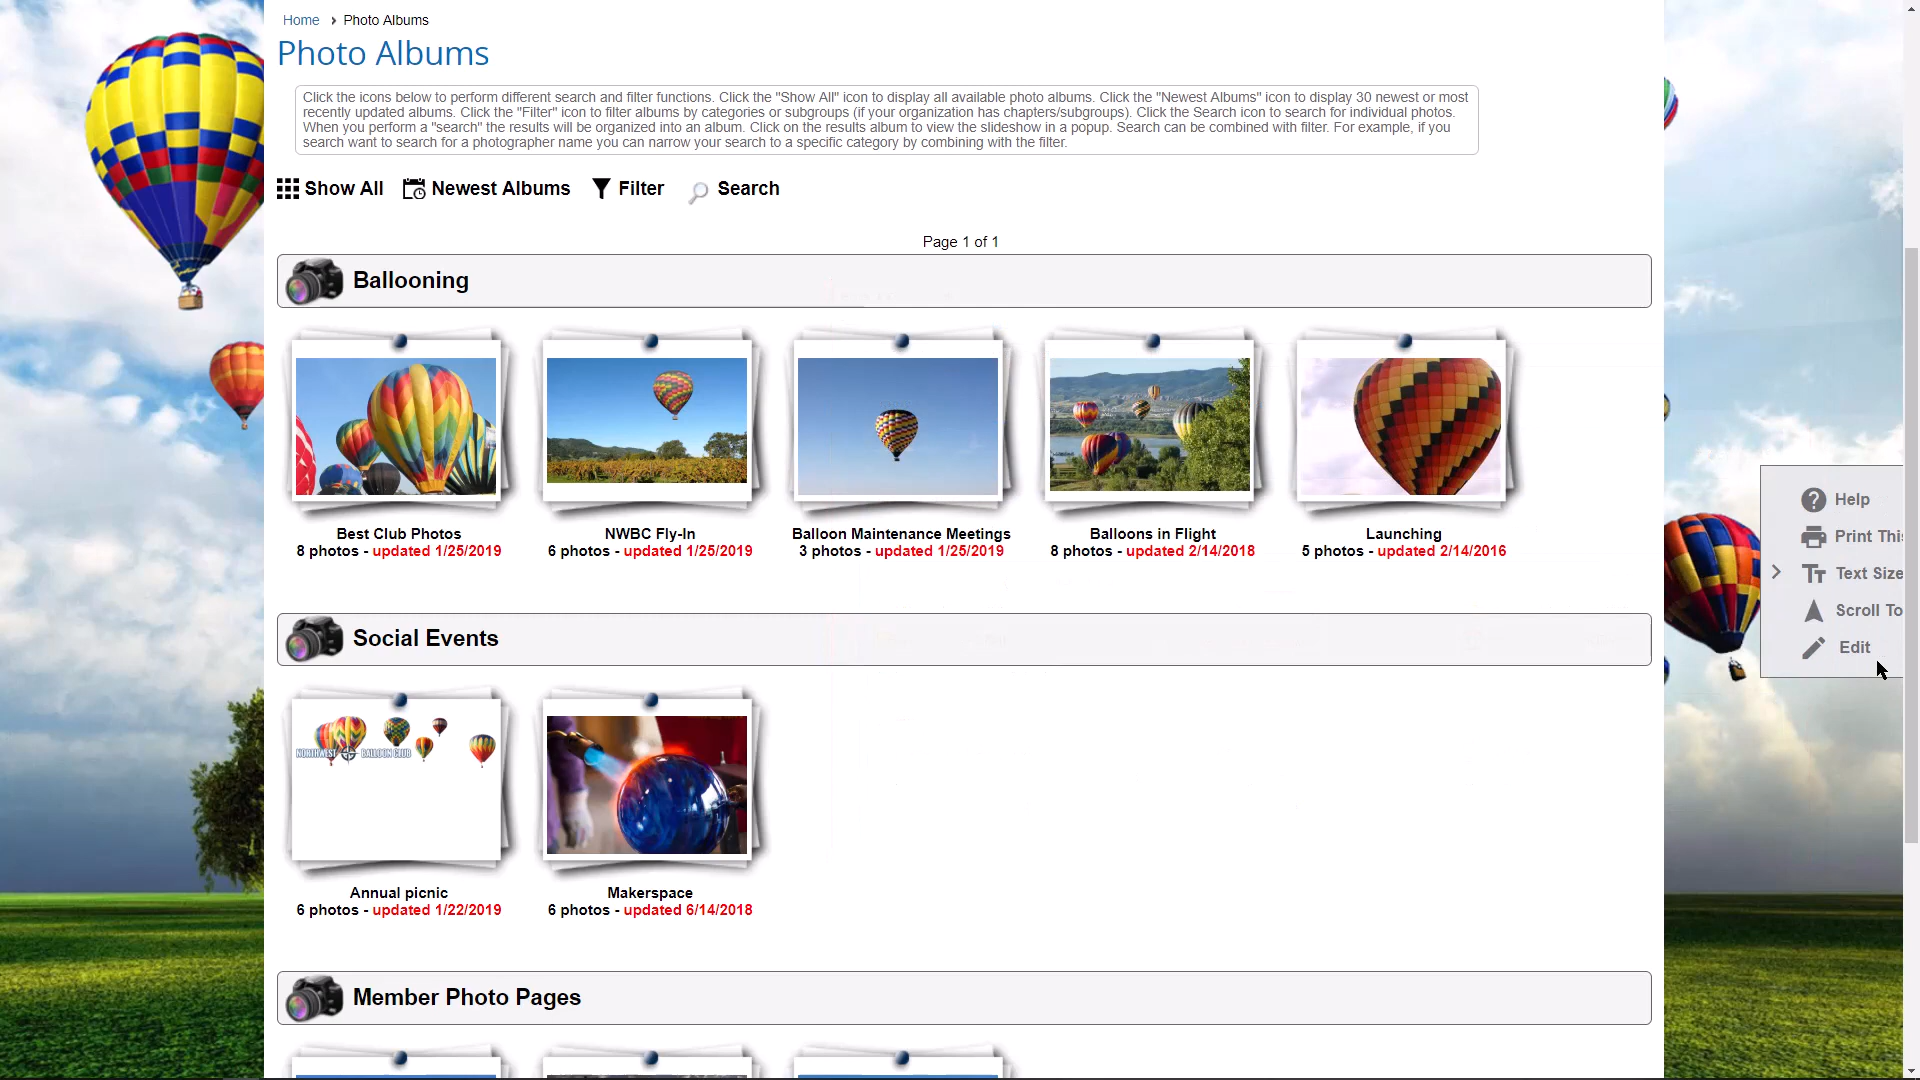 Home › Photo Albums
Photo Albums
Click the icons below to perform different search and filter functions. Click the "Show All" icon to display all available photo albums. Click the "Newest Albums" icon to display 30 newest or most
recently updated albums. Click the "Filter" icon to filter albums by categories or subgroups (if your organization has chapters/subgroups). Click the Search icon to search for individual photos.
When you perform a "search" the results will be organized into an album. Click on the results album to view the slideshow in a popup. Search can be combined with filter. For example, if you
search want to search for a photographer name you can narrow your search to a specific category by combining with the filter.
Show All Newest Albums Filter Search
Page 1 of 1
Ballooning
Best Club Photos
8 photos - updated 1/25/2019
NWBC Fly-In
6 photos - updated 1/25/2019
Balloon Maintenance Meetings
3 photos - updated 1/25/2019
Balloons in Flight
8 photos - updated 2/14/2018
Launching
5 photos - updated 2/14/2016
Social Events
NORTHWEST BALLOON CLUB
Annual picnic
6 photos - updated 1/22/2019
Makerspace
6 photos - updated 6/14/2018
Member Photo Pages
Help
Print This
Text Size
Scroll To
Edit